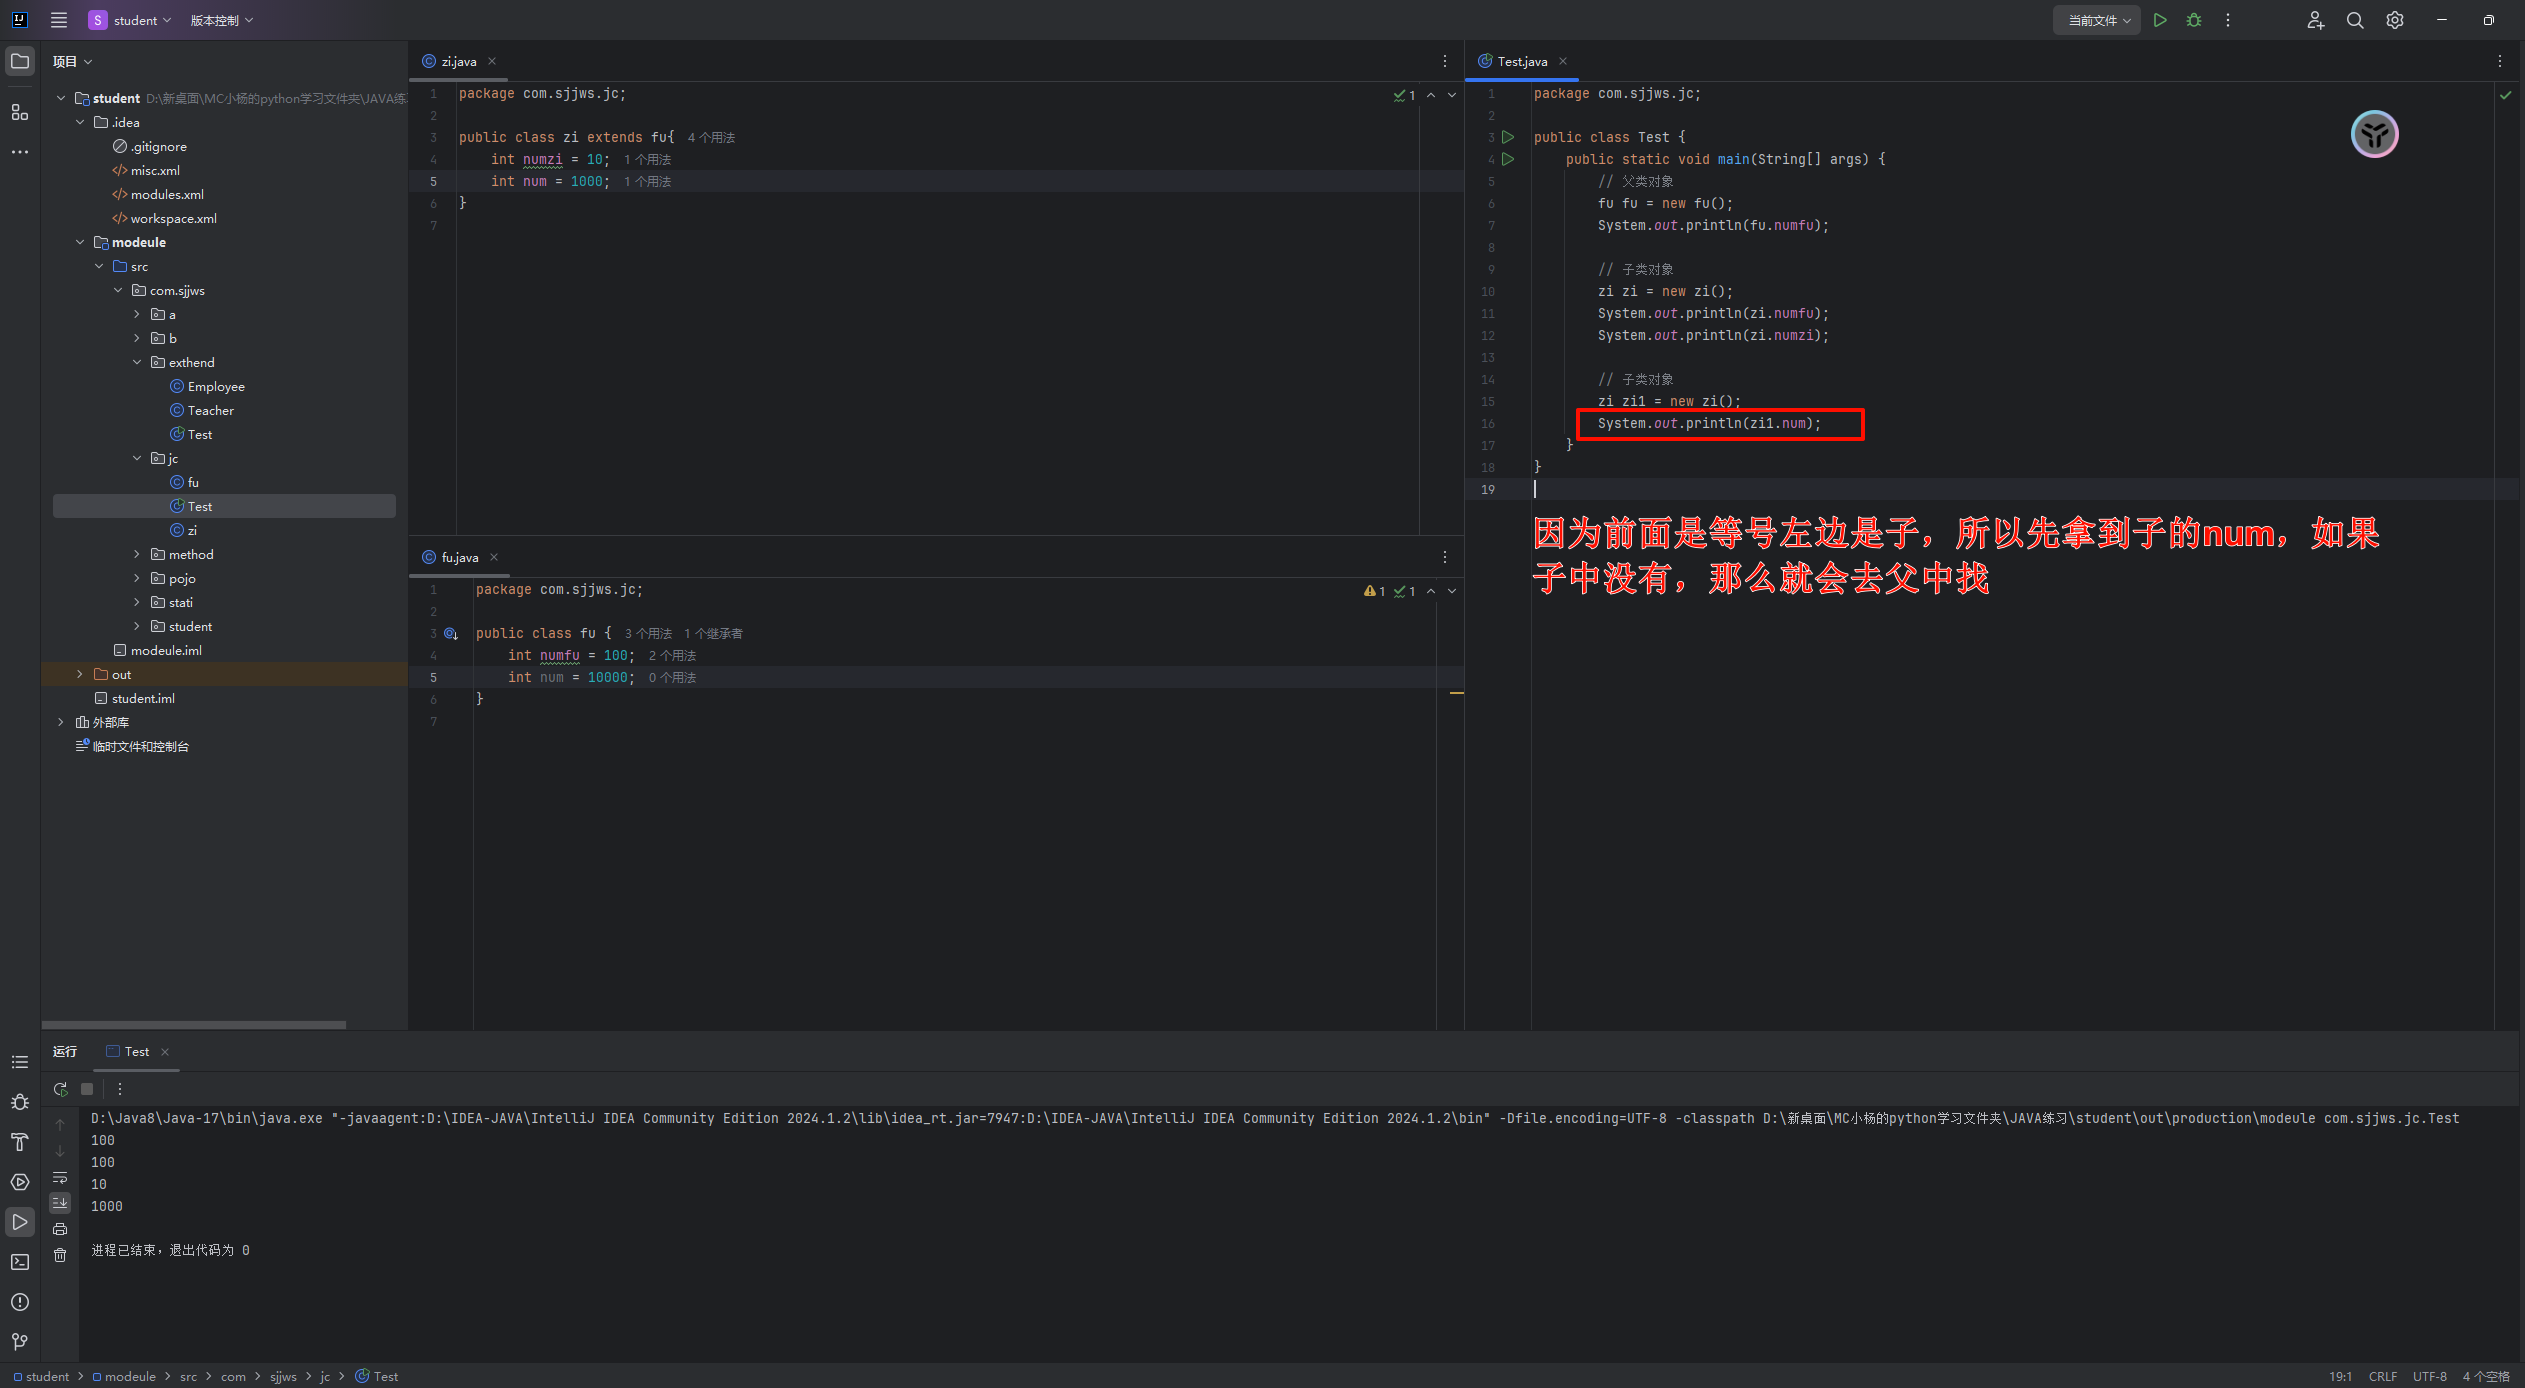 student
版本控制
当前文件
项目
student D:\新桌面\MC小杨的python学习文件夹\JAVA练
.idea
.gitignore
misc.xml
modules.xml
workspace.xml
modeule
src
com.sjjws
a
b
exthend
Employee
Teacher
Test
jc
fu
Test
zi
method
pojo
stati
student
modeule.iml
out
student.iml
外部库
临时文件和控制台
zi.java
1
1 package com.sjjws.jc;
2
3 public class zi extends fu{ 4 个用法
4 int numzi = 10; 1 个用法
5 int num = 1000; 1 个用法
6 }
7
fu.java
1 1
1 package com.sjjws.jc;
2
3 public class fu { 3 个用法 1 个继承者
4 int numfu = 100; 2 个用法
5 int num = 10000; 0 个用法
6 }
7
Test.java
1 package com.sjjws.jc;
2
3 public class Test {
4 public static void main(String[] args) {
5 // 父类对象
6 fu fu = new fu();
7 System.out.println(fu.numfu);
8
9 // 子类对象
10 zi zi = new zi();
11 System.out.println(zi.numfu);
12 System.out.println(zi.numzi);
13
14 // 子类对象
15 zi zi1 = new zi();
16 System.out.println(zi1.num);
17 }
18 }
19
因为前面是等号左边是子，所以先拿到子的num，如果
子中没有，那么就会去父中找
运行 Test
D:\Java8\Java-17\bin\java.exe "-javaagent:D:\IDEA-JAVA\IntelliJ IDEA Community Edition 2024.1.2\lib\idea_rt.jar=7947:D:\IDEA-JAVA\IntelliJ IDEA Community Edition 2024.1.2\bin" -Dfile.encoding=UTF-8 -classpath D:\新桌面\MC小杨的python学习文件夹\JAVA练习\student\out\production\modeule com.sjjws.jc.Test
100
100
10
1000
进程已结束，退出代码为 0
student > modeule > src > com > sjjws > jc > Test
19:1 CRLF UTF-8 4 个空格